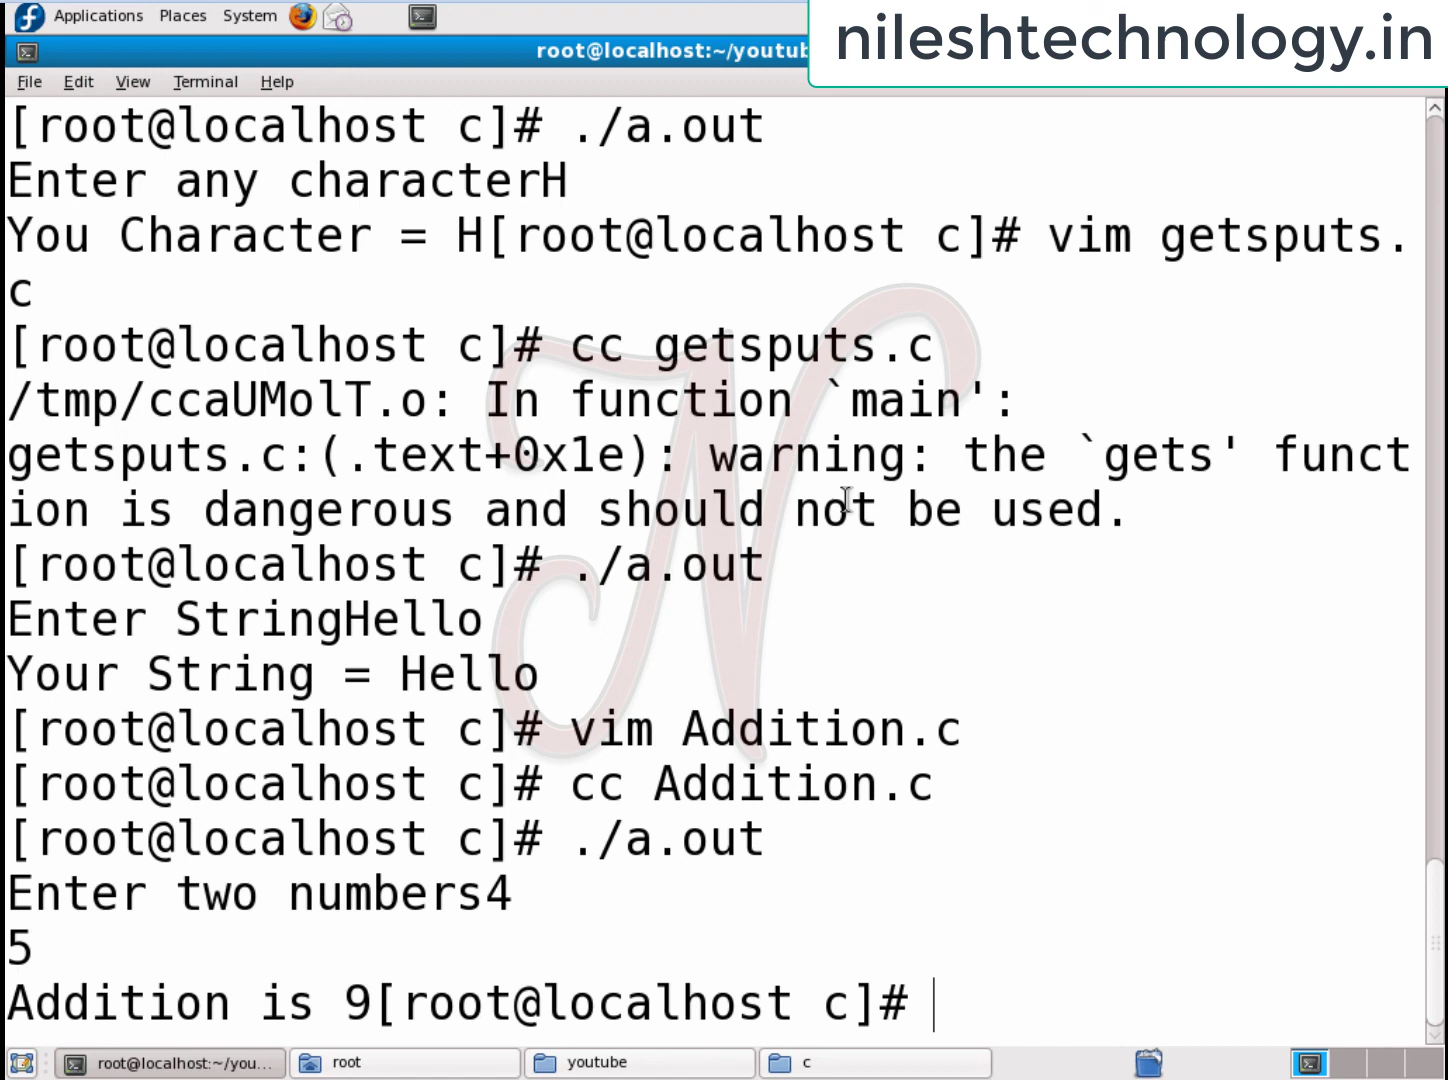 Applications Places System
nileshtechnology.in
root@localhost:~/youtub
File Edit View Terminal Help
[root@localhost c]# ./a.out
Enter any characterH
You Character = H[root@localhost c]# vim getsputs.
c
[root@localhost c]# cc getsputs.c
/tmp/ccaUMolT.o: In function `main':
getsputs.c:(.text+0x1e): warning: the `gets' funct
ion is dangerous and should not be used.
[root@localhost c]# ./a.out
Enter StringHello
Your String = Hello
[root@localhost c]# vim Addition.c
[root@localhost c]# cc Addition.c
[root@localhost c]# ./a.out
Enter two numbers4
5
Addition is 9[root@localhost c]#
root@localhost:~/you... root youtube c